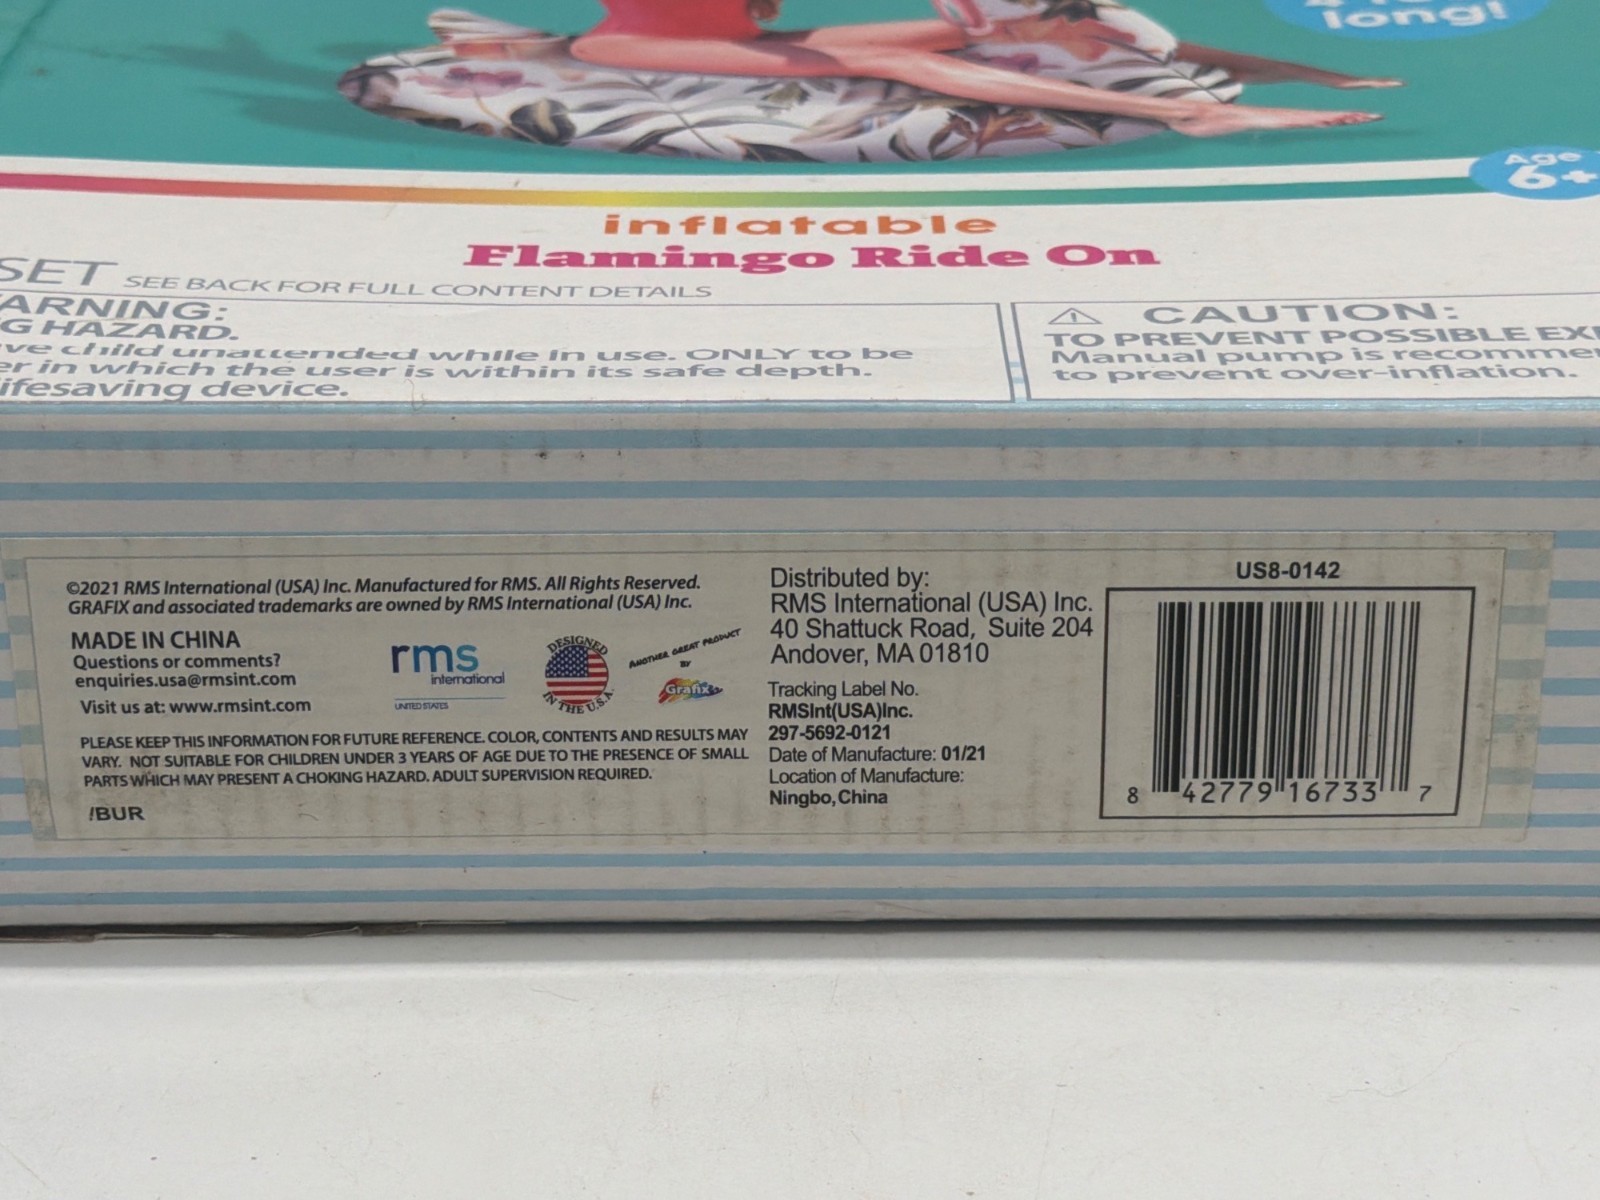 long!
Age
6+
inflatable
Flamingo Ride On
SET SEE BACK FOR FULL CONTENT DETAILS
ARNING:
G HAZARD.
ve child unattended while in use. ONLY to be
er in which the user is within its safe depth.
ifesaving device.
CAUTION:
TO PREVENT POSSIBLE EX
Manual pump is recomme
to prevent over-inflation.
©2021 RMS International (USA) Inc. Manufactured for RMS. All Rights Reserved.
GRAFIX and associated trademarks are owned by RMS International (USA) Inc.
MADE IN CHINA
Questions or comments?
enquiries.usa@rmsint.com
Visit us at: www.rmsint.com
rms
international
UNITED STATES
DESIGNED
IN THE U.S.A.
ANOTHER GREAT PRODUCT
BY
Grafix
PLEASE KEEP THIS INFORMATION FOR FUTURE REFERENCE. COLOR, CONTENTS AND RESULTS MAY
VARY. NOT SUITABLE FOR CHILDREN UNDER 3 YEARS OF AGE DUE TO THE PRESENCE OF SMALL
PARTS WHICH MAY PRESENT A CHOKING HAZARD. ADULT SUPERVISION REQUIRED.
!BUR
Distributed by:
RMS International (USA) Inc.
40 Shattuck Road, Suite 204
Andover, MA 01810
Tracking Label No.
RMSInt(USA)Inc.
297-5692-0121
Date of Manufacture: 01/21
Location of Manufacture:
Ningbo, China
US8-0142
8 42779 16733 7